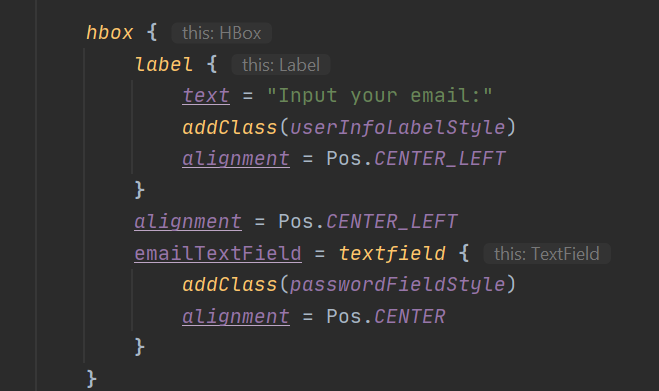 hbox { this: HBox
label { this: Label
text = "Input your email:"
addClass(userInfoLabelStyle)
alignment = Pos.CENTER_LEFT
}
alignment = Pos.CENTER_LEFT
emailTextField = textfield { this: TextField
addClass(passwordFieldStyle)
alignment = Pos.CENTER
}
}